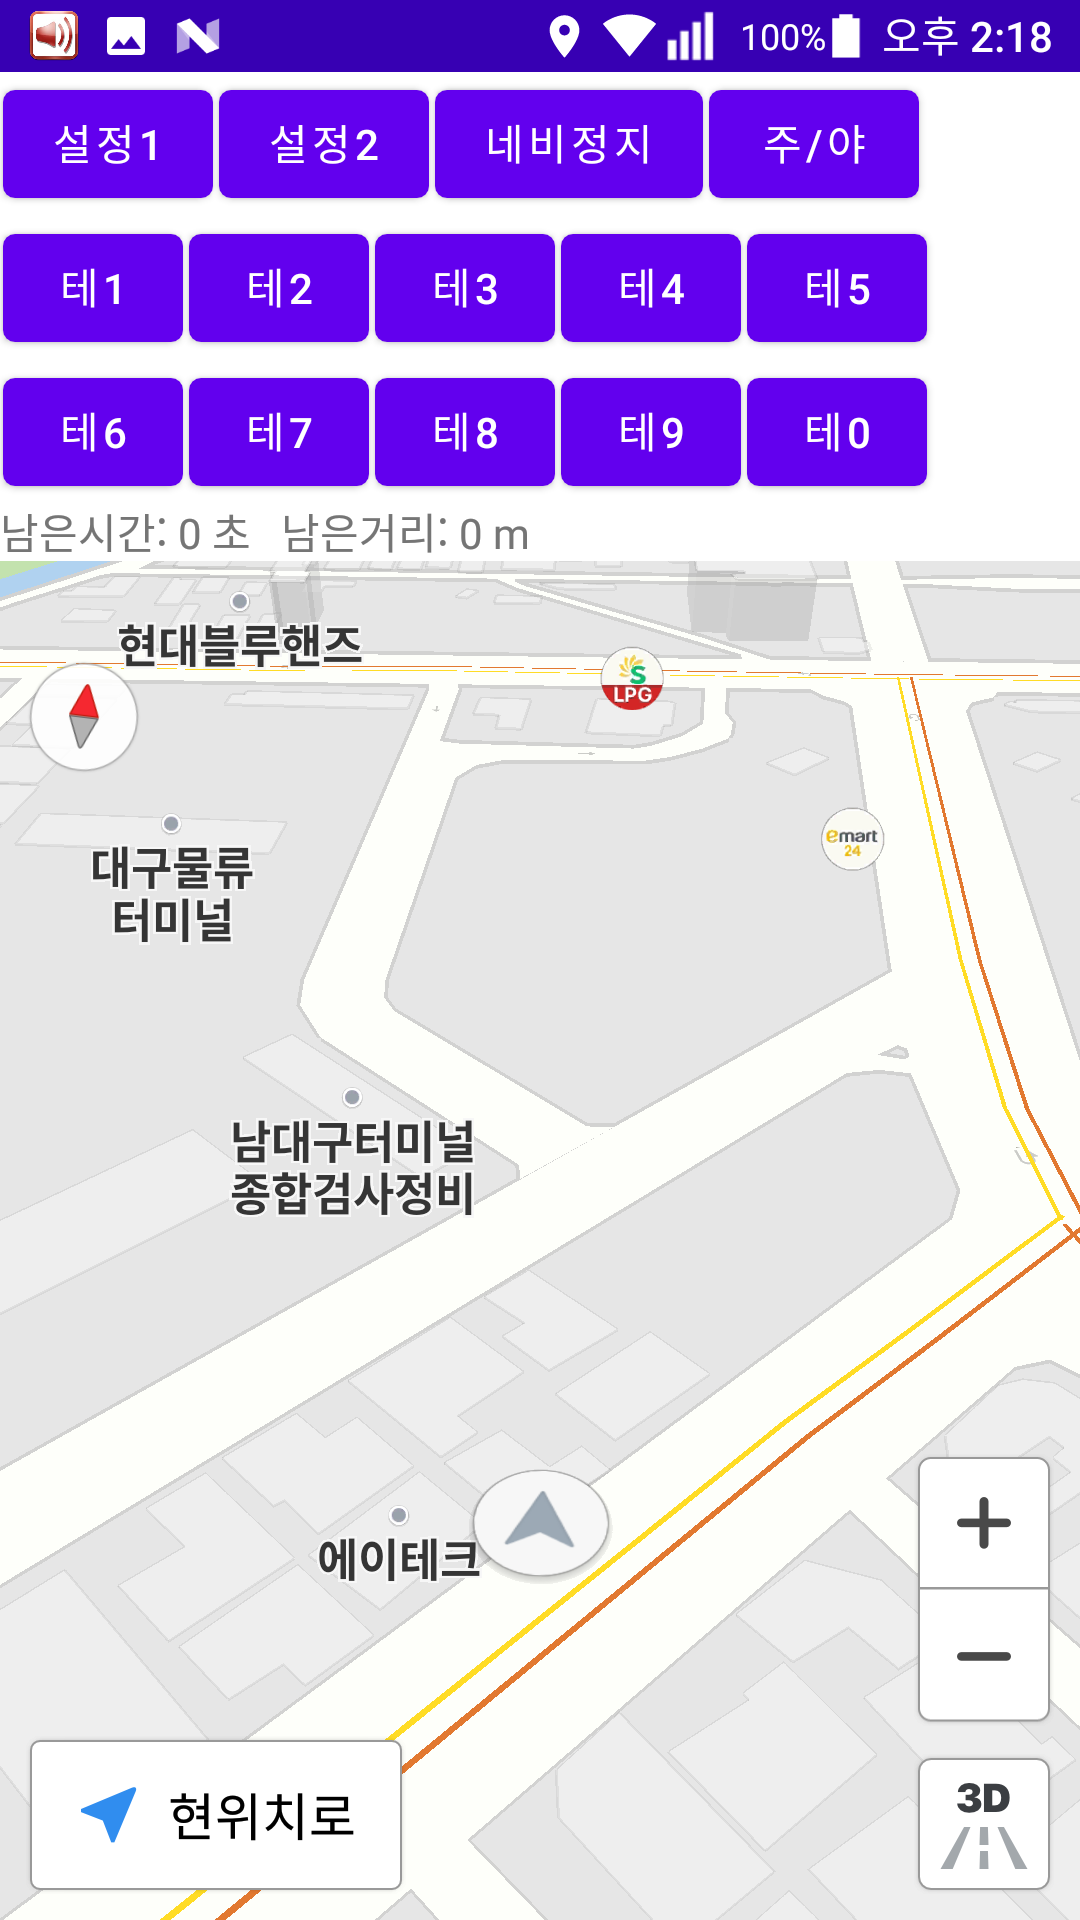 100% 오후 2:18
설정1 설정2 네비정지 주/야
테1 테2 테3 테4 테5
테6 테7 테8 테9 테0
남은시간: 0 초 남은거리: 0 m
현대블루핸즈
S
LPG
emart
24
대구물류
터미널
남대구터미널
종합검사정비
에이테크
+
−
현위치로
3D